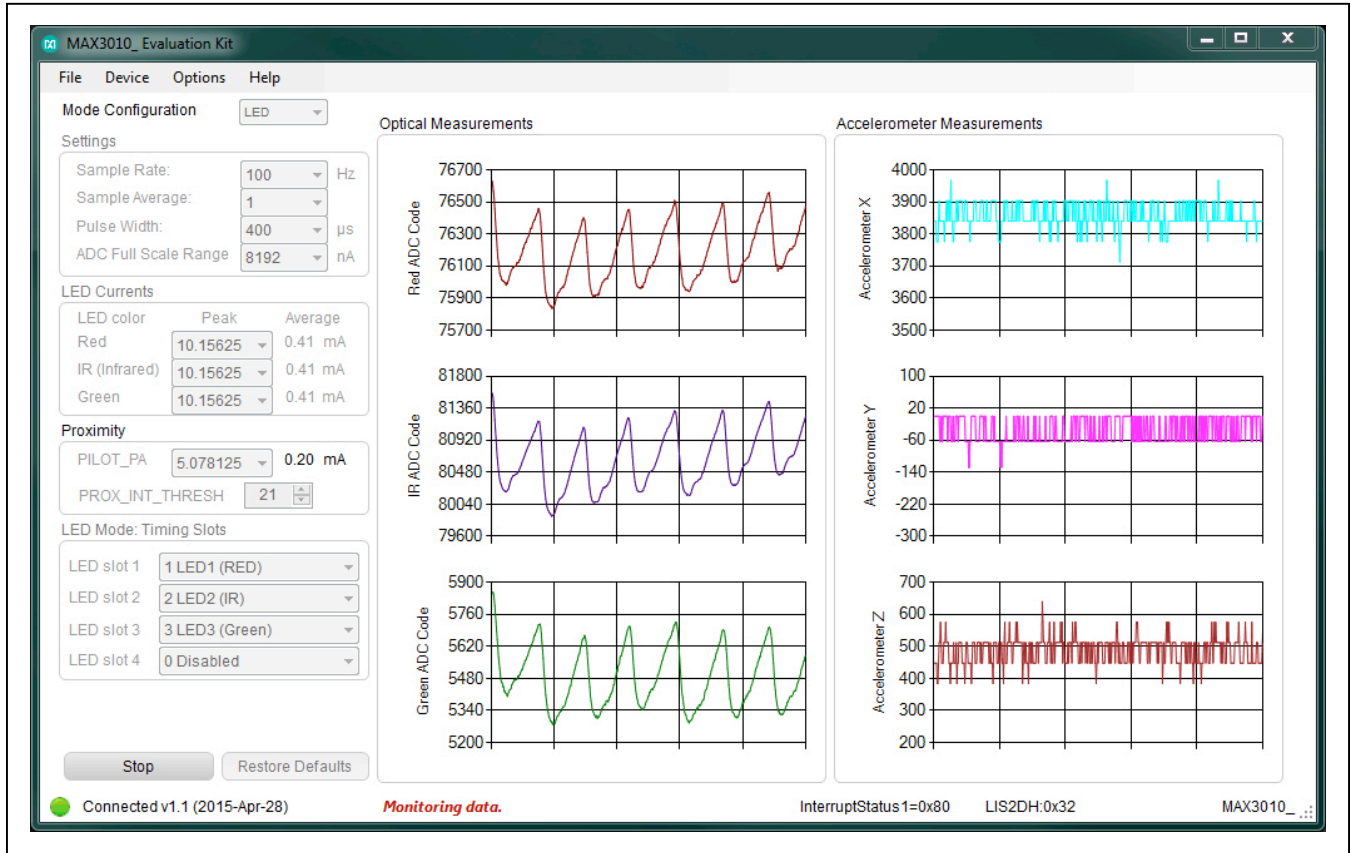 MAX3010_ Evaluation Kit
File Device Options Help
Mode Configuration LED
Settings
Sample Rate: 100 Hz
Sample Average: 1
Pulse Width: 400 µs
ADC Full Scale Range 8192 nA
LED Currents
LED color Peak Average
Red 10.15625 0.41 mA
IR (Infrared) 10.15625 0.41 mA
Green 10.15625 0.41 mA
Proximity
PILOT_PA 5.078125 0.20 mA
PROX_INT_THRESH 21
LED Mode: Timing Slots
LED slot 1 1 LED1 (RED)
LED slot 2 2 LED2 (IR)
LED slot 3 3 LED3 (Green)
LED slot 4 0 Disabled
Stop Restore Defaults
Optical Measurements
Red ADC Code
76700
76500
76300
76100
75900
75700
IR ADC Code
81800
81360
80920
80480
80040
79600
Green ADC Code
5900
5760
5620
5480
5340
5200
Accelerometer Measurements
Accelerometer X
4000
3900
3800
3700
3600
3500
Accelerometer Y
100
20
-60
-140
-220
-300
Accelerometer Z
700
600
500
400
300
200
Connected v1.1 (2015-Apr-28) Monitoring data. InterruptStatus1=0x80 LIS2DH:0x32 MAX3010_